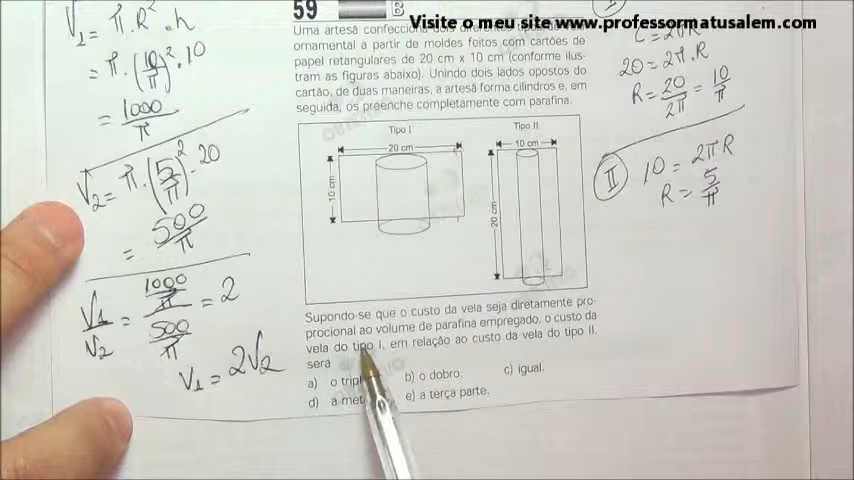 Visite o meu site www.professormatusalem.com
59
B
Uma artesã confecciona dois diferentes
ornamental a partir de moldes feitos com cartões de
papel retangulares de 20 cm x 10 cm (conforme ilus-
tram as figuras abaixo). Unindo dois lados opostos do
cartão, de duas maneiras, a artesã forma cilindros e, em
seguida, os preenche completamente com parafina.
Tipo I
Tipo II
20 cm
10 cm
10 cm
20 cm
Supondo-se que o custo da vela seja diretamente pro-
porcional ao volume de parafina empregado, o custo da
vela do tipo I, em relação ao custo da vela do tipo II,
será
a) o tripl
b) o dobro.
c) igual.
d) a met
e) a terça parte.
V1 = π.R².h
= π.(10/π)².10
= 1000/π
V2 = π.(5/π)².20
= 500/π
V1/V2 = 1000/π / 500/π = 2
V1 = 2V2
C = 2πR
20 = 2π.R
R = 20/2π = 10/π
II
10 = 2πR
R = 5/π